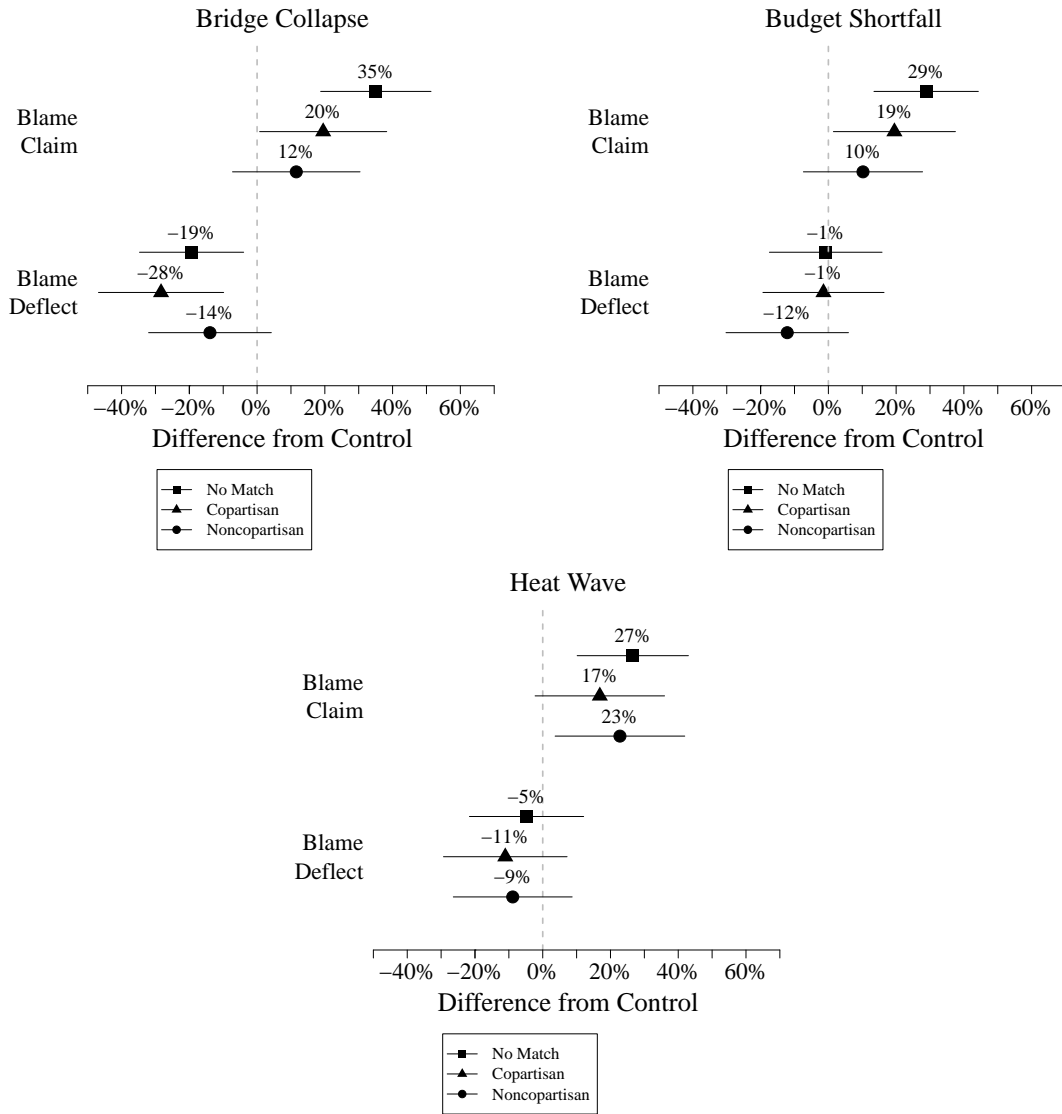 Bridge Collapse
35%
20%
12%
Blame
Claim
−19%
−28%
−14%
Blame
Deflect
−40% −20% 0% 20% 40% 60%
Difference from Control
No Match
Copartisan
Noncopartisan
Budget Shortfall
29%
19%
10%
Blame
Claim
−1%
−1%
−12%
Blame
Deflect
−40% −20% 0% 20% 40% 60%
Difference from Control
No Match
Copartisan
Noncopartisan
Heat Wave
27%
17%
23%
Blame
Claim
−5%
−11%
−9%
Blame
Deflect
−40% −20% 0% 20% 40% 60%
Difference from Control
No Match
Copartisan
Noncopartisan